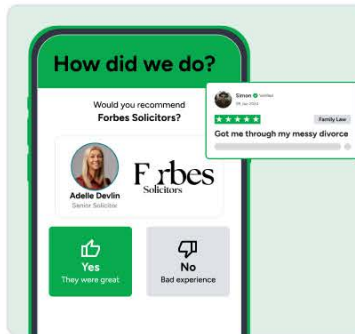 How did we do?
Would you recommend
Forbes Solicitors?
Simon verified
Family Law
Got me through my messy divorce
Forbes
Solicitors
Adelle Devlin
Senior Solicitor
Yes
They were great
No
Bad experience